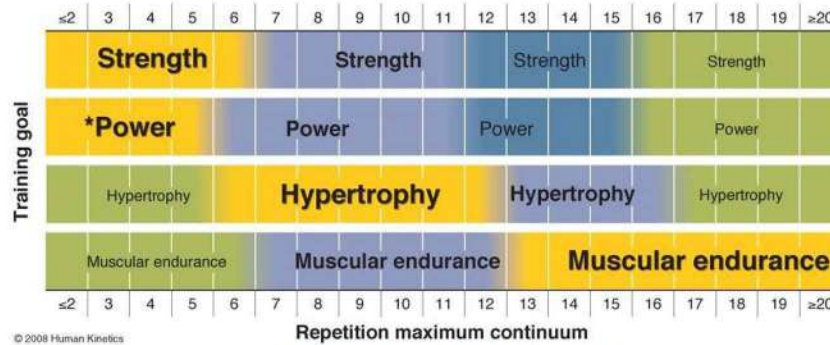 ≤2 3 4 5 6 7 8 9 10 11 12 13 14 15 16 17 18 19 ≥20
Training goal
Strength Strength Strength Strength
*Power Power Power Power
Hypertrophy Hypertrophy Hypertrophy Hypertrophy
Muscular endurance Muscular endurance Muscular endurance
≤2 3 4 5 6 7 8 9 10 11 12 13 14 15 16 17 18 19 ≥20
© 2008 Human Kinetics
Repetition maximum continuum